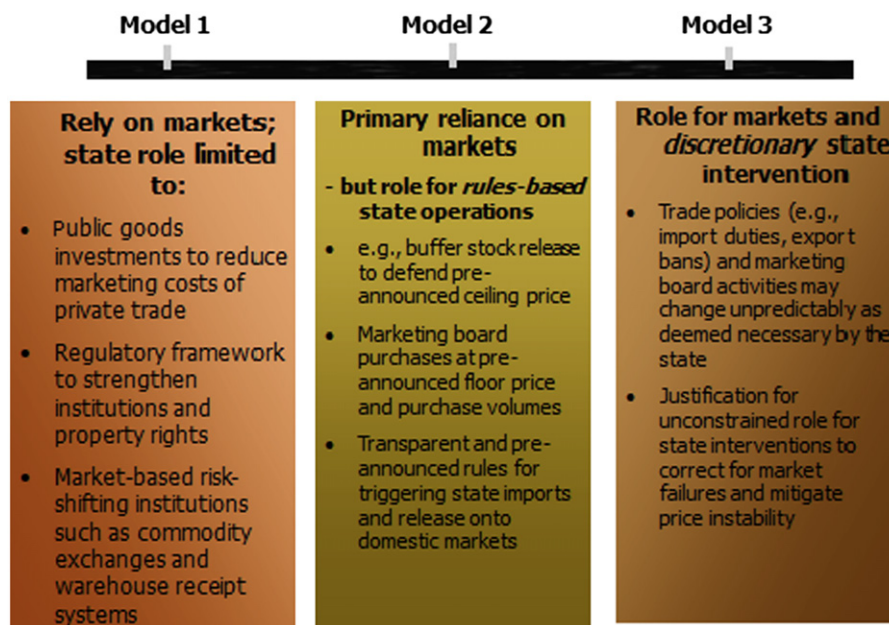 Model 1
Model 2
Model 3
Rely on markets;
state role limited
to:
• Public goods
investments to reduce
marketing costs of
private trade
• Regulatory framework
to strengthen
institutions and
property rights
• Market-based risk-
shifting institutions
such as commodity
exchanges and
warehouse receipt
systems
Primary reliance on
markets
- but role for rules-based
state operations
• e.g., buffer stock release
to defend pre-
announced ceiling price
• Marketing board
purchases at pre-
announced floor price
and purchase volumes
• Transparent and pre-
announced rules for
triggering state imports
and release onto
domestic markets
Role for markets and
discretionary state
intervention
• Trade policies (e.g.,
import duties, export
bans) and marketing
board activities may
change unpredictably as
deemed necessary by the
state
• Justification for
unconstrained role for
state interventions to
correct for market
failures and mitigate
price instability